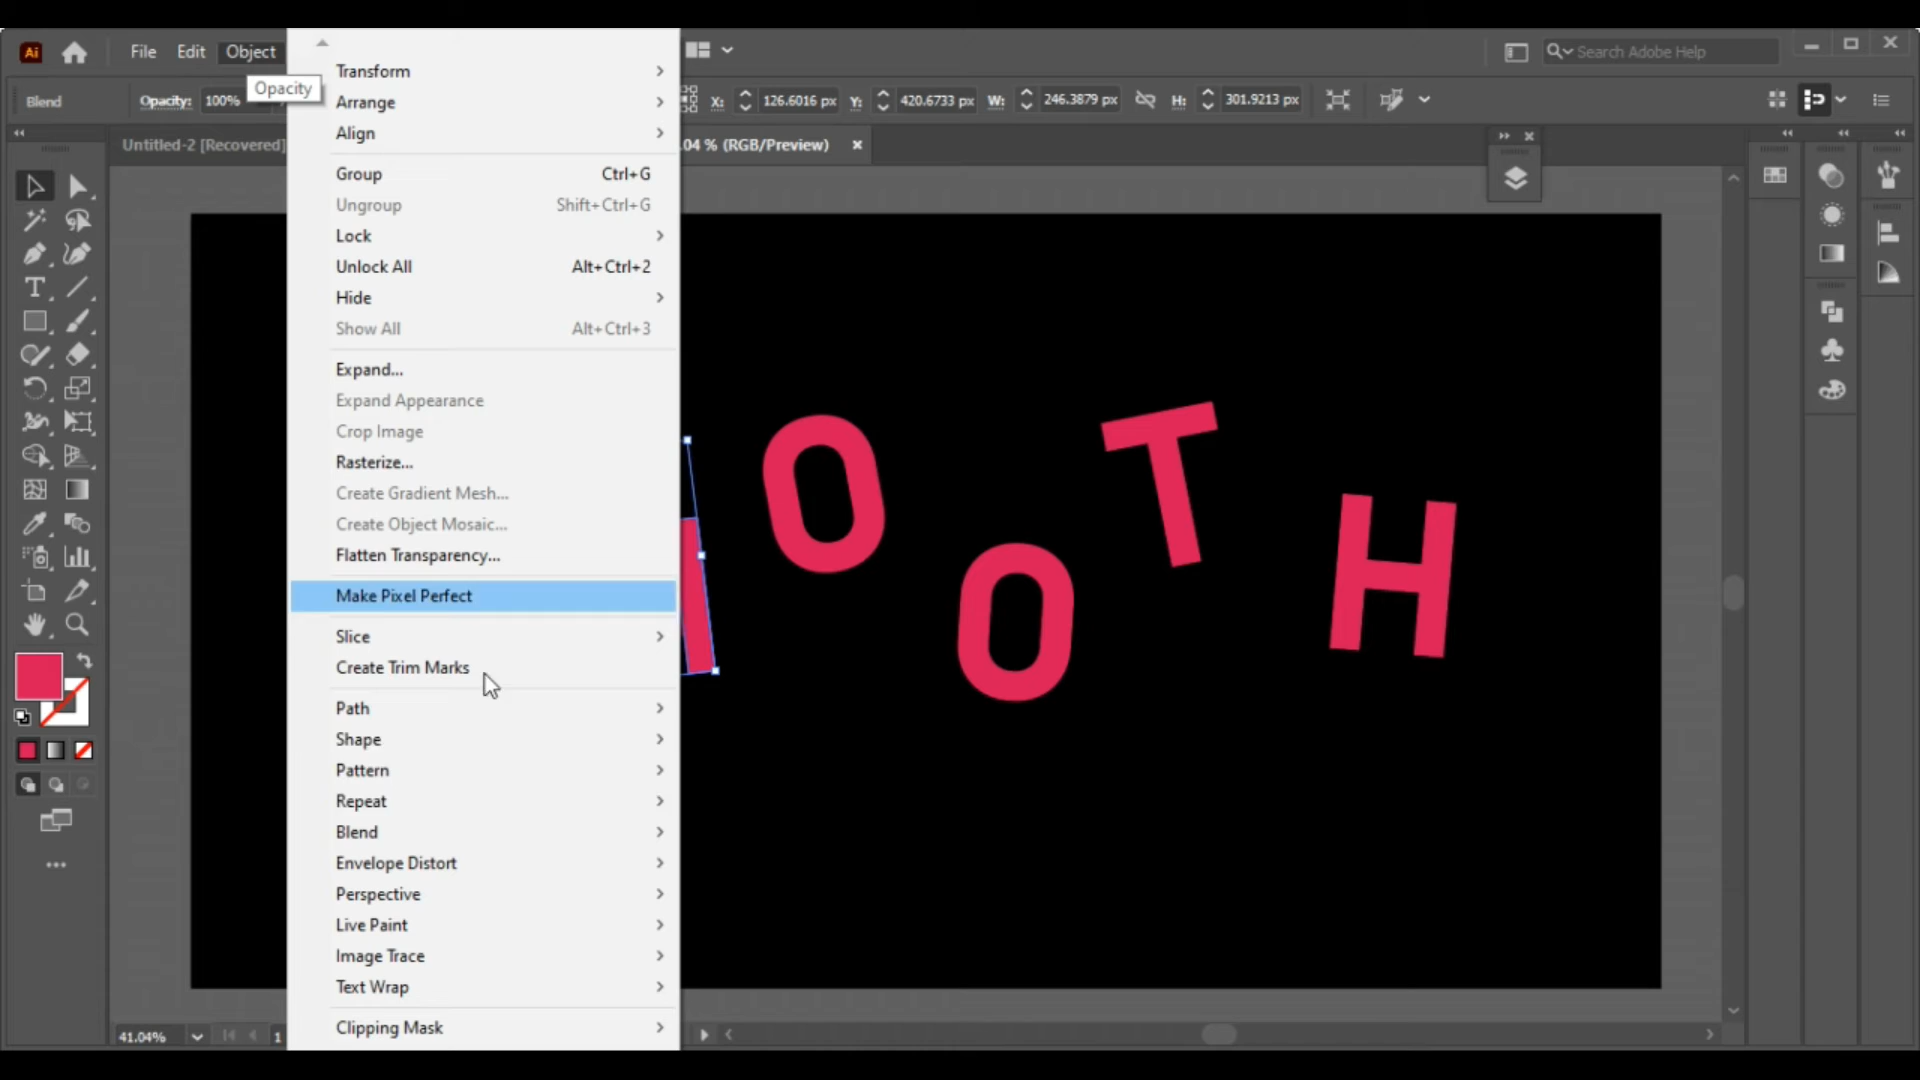 Ai File Edit Object Search Adobe Help
Blend Opacity: 100% Opacity X: 126.6016 px Y: 420.6733 px W: 246.3879 px H: 301.9213 px
Untitled-2 [Recovered] .04 % (RGB/Preview)
Transform
Arrange
Align
Group Ctrl+G
Ungroup Shift+Ctrl+G
Lock
Unlock All Alt+Ctrl+2
Hide
Show All Alt+Ctrl+3
Expand...
Expand Appearance
Crop Image
Rasterize...
Create Gradient Mesh...
Create Object Mosaic...
Flatten Transparency...
Make Pixel Perfect
Slice
Create Trim Marks
Path
Shape
Pattern
Repeat
Blend
Envelope Distort
Perspective
Live Paint
Image Trace
Text Wrap
Clipping Mask
O O T H
41.04% 1